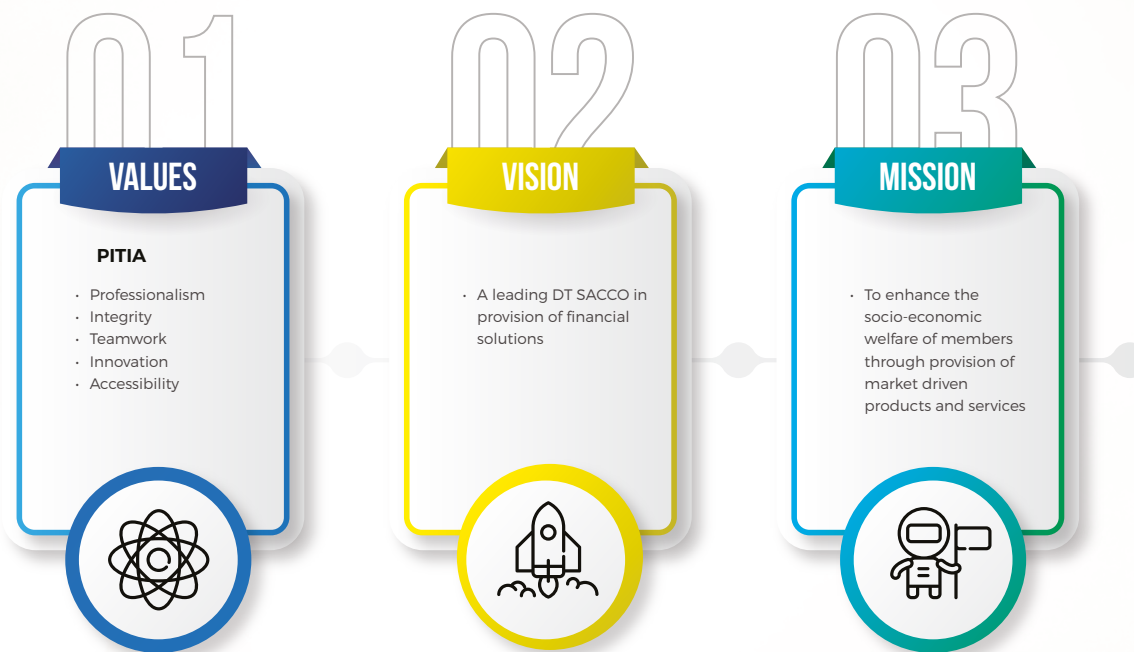 01
VALUES
PITIA
• Professionalism
• Integrity
• Teamwork
• Innovation
• Accessibility
02
VISION
• A leading DT SACCO in
provision of financial
solutions
03
MISSION
• To enhance the
socio-economic
welfare of members
through provision of
market driven
products and services